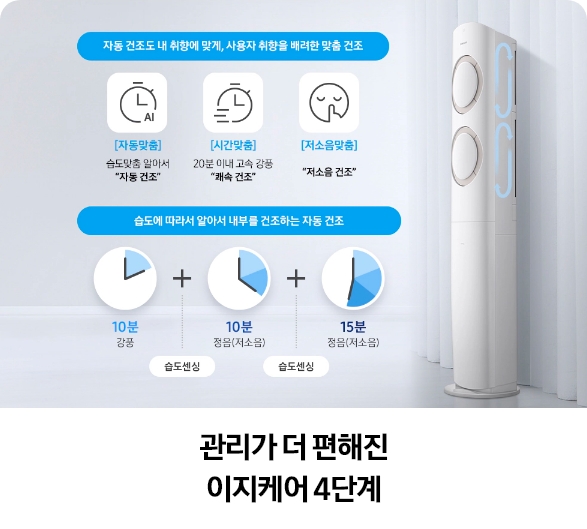 자동 건조도 내 취향에 맞게, 사용자 취향을 배려한 맞춤 건조
AI
[자동맞춤]
[시간맞춤]
[저소음맞춤]
습도맞춤 알아서
"자동 건조"
20분 이내 고속 강풍
"쾌속 건조"
"저소음 건조"
습도에 따라서 알아서 내부를 건조하는 자동 건조
+
+
10분
강풍
10분
정음(저소음)
15분
정음(저소음)
습도센싱
습도센싱
관리가 더 편해진
이지케어 4단계